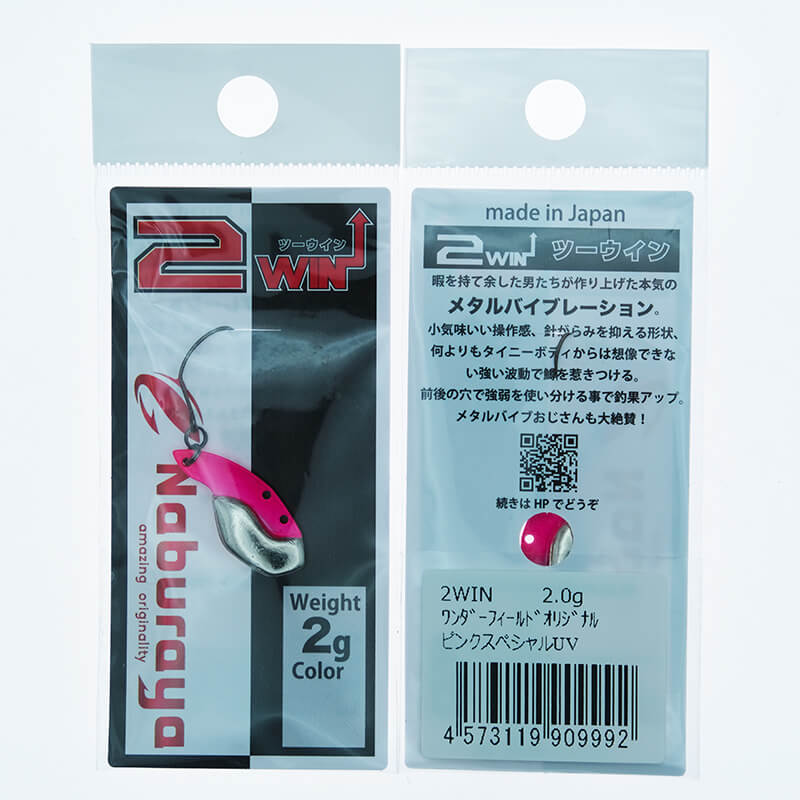 2
ツーウイン
WIN
Naburaya
amazing originality
Weight
2g
Color
made in Japan
2WIN ツーウイン
暇を持て余した男たちが作り上げた本気の
メタルバイブレーション。
小気味いい操作感、針がらみを抑える形状、
何よりもタイニーボディからは想像できな
い強い波動で鱒を惹きつける。
前後の穴で強弱を使い分ける事で釣果アップ。
メタルバイブおじさんも大絶賛！
続きは HP でどうぞ
2WIN 2.0g
ﾜﾝﾀﾞｰﾌｨｰﾙﾄﾞｵﾘｼﾞﾅﾙ
ピンクスペシャルUV
4 573119 909992